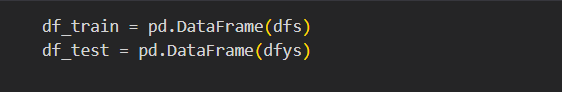 df_train = pd.DataFrame(dfs)
df_test = pd.DataFrame(dfys)